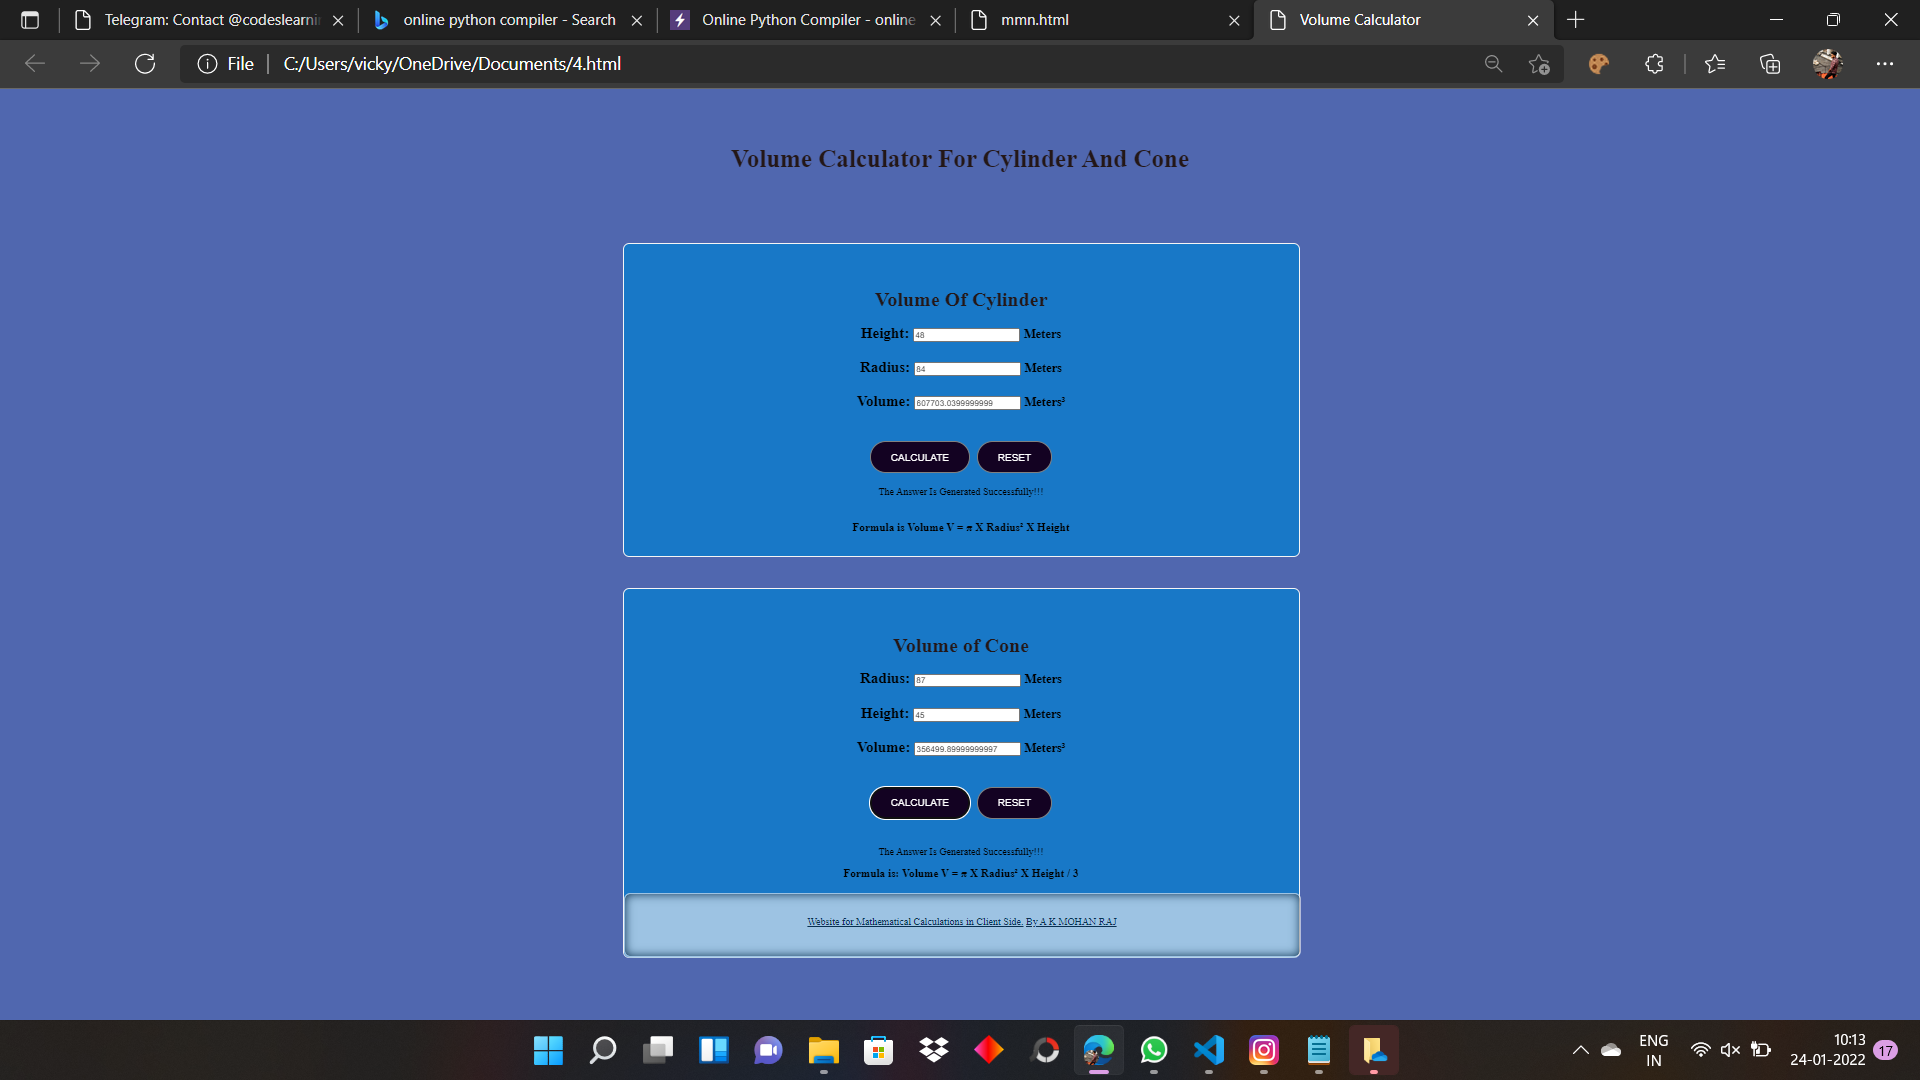 Telegram: Contact @codeslearni
online python compiler - Search
Online Python Compiler - online
mmn.html
Volume Calculator
File
C:/Users/vicky/OneDrive/Documents/4.html
Volume Calculator For Cylinder And Cone
Volume Of Cylinder
Height: 48 Meters
Radius: 84 Meters
Volume: 607703.0399999999 Meters³
CALCULATE RESET
The Answer Is Generated Successfully!!!
Formula is Volume V = π X Radius² X Height
Volume of Cone
Radius: 87 Meters
Height: 45 Meters
Volume: 356499.89999999997 Meters³
CALCULATE RESET
The Answer Is Generated Successfully!!!
Formula is: Volume V = π X Radius² X Height / 3
Website for Mathematical Calculations in Client Side. By A K MOHAN RAJ
ENG
IN
10:13
24-01-2022
17